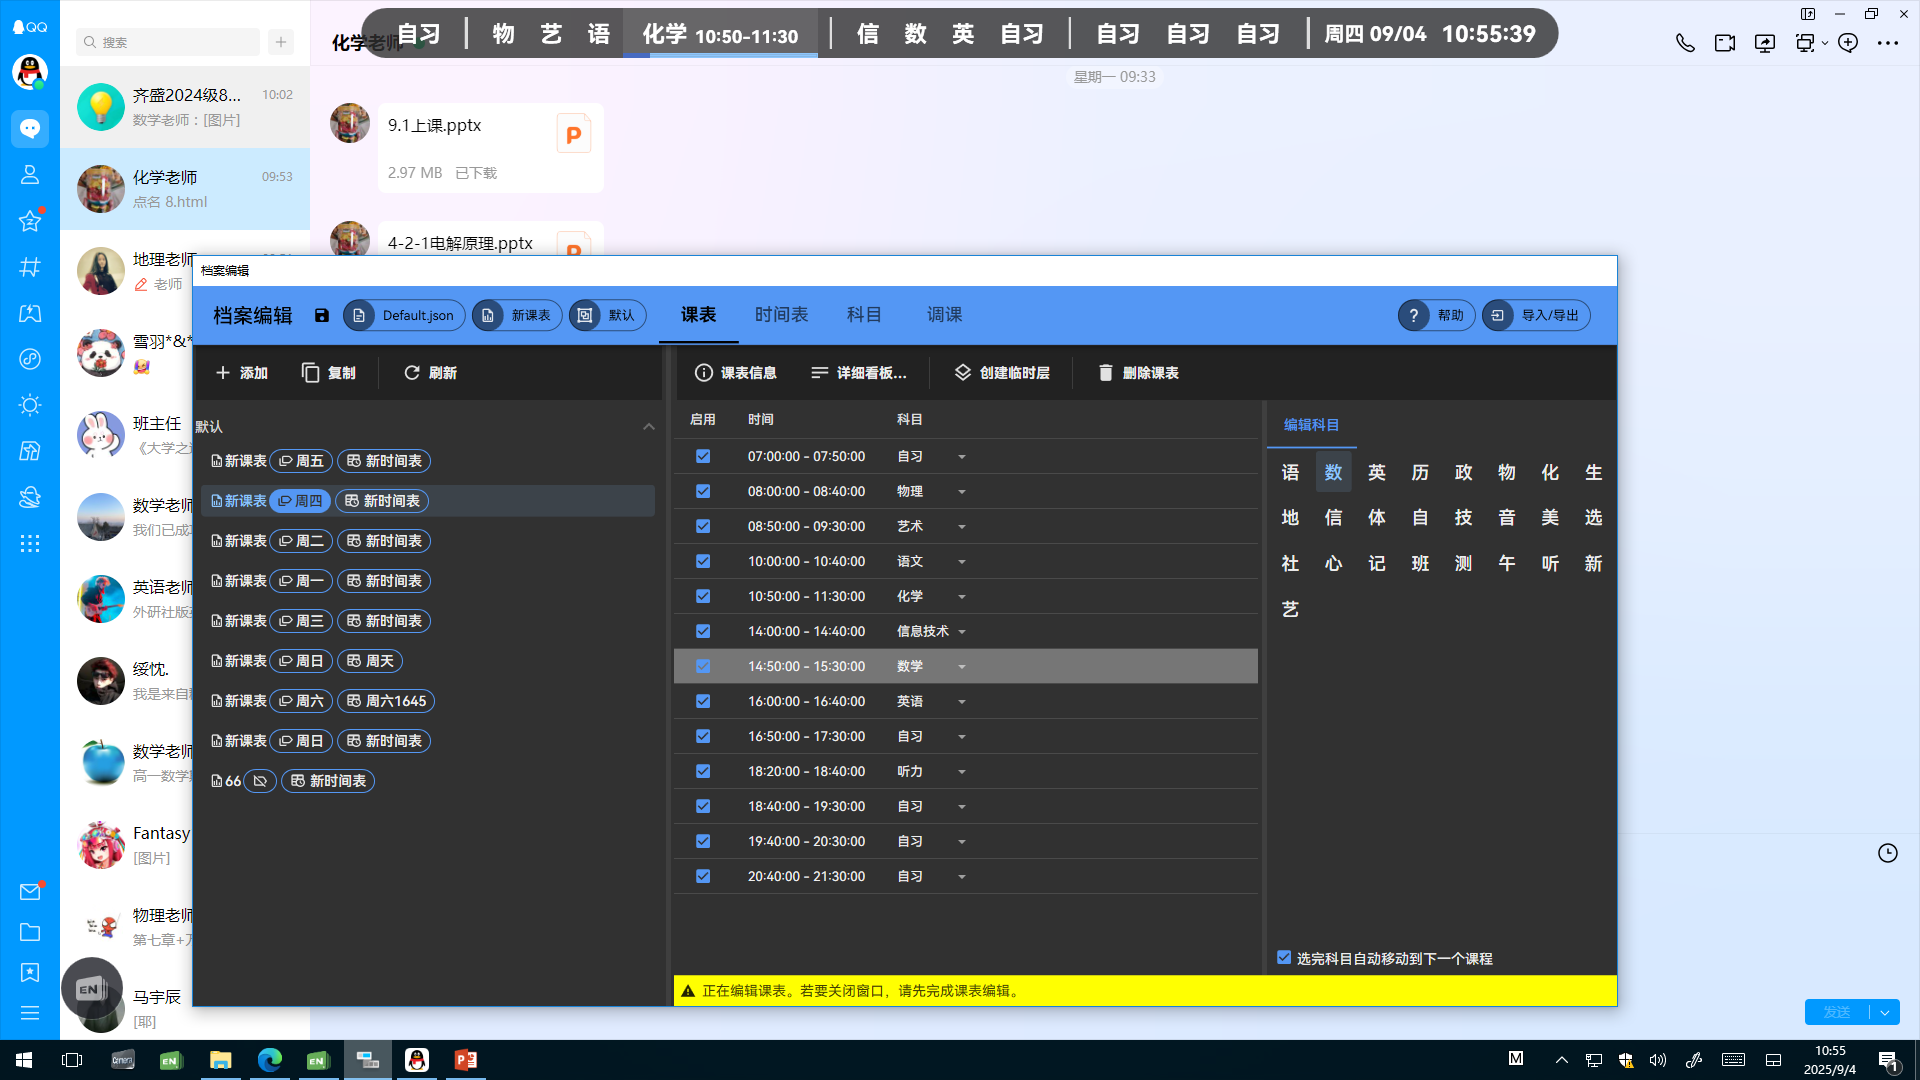 QQ
搜索
化学老师
自习 物 艺 语 化学 10:50-11:30 信 数 英 自习 自习 自习 自习 周四 09/04 10:55:39
齐盛2024级8... 10:02
数学老师：[图片]
化学老师 09:53
点名 8.html
地理老师
老师
雪羽*&*
班主任
《大学之
数学老师
我们已成
英语老师
外研社版
绥忱.
我是来自
数学老师
高一数学
Fantasy
[图片]
物理老师
第七章+
马宇辰
[耶]
EN
星期一 09:33
9.1上课.pptx
P
2.97 MB 已下载
4-2-1电解原理.pptx
P
档案编辑
档案编辑 Default.json 新课表 默认 课表 时间表 科目 调课 帮助 导入/导出
添加 复制 刷新
课表信息 详细看板... 创建临时层 删除课表
默认
新课表 周五 新时间表
新课表 周四 新时间表
新课表 周二 新时间表
新课表 周一 新时间表
新课表 周三 新时间表
新课表 周日 周天
新课表 周六 周六1645
新课表 周日 新时间表
66 新时间表
启用 时间 科目
07:00:00 - 07:50:00 自习
08:00:00 - 08:40:00 物理
08:50:00 - 09:30:00 艺术
10:00:00 - 10:40:00 语文
10:50:00 - 11:30:00 化学
14:00:00 - 14:40:00 信息技术
14:50:00 - 15:30:00 数学
16:00:00 - 16:40:00 英语
16:50:00 - 17:30:00 自习
18:20:00 - 18:40:00 听力
18:40:00 - 19:30:00 自习
19:40:00 - 20:30:00 自习
20:40:00 - 21:30:00 自习
编辑科目
语 数 英 历 政 物 化 生
地 信 体 自 技 音 美 选
社 心 记 班 测 午 听 新
艺
选完科目自动移动到下一个课程
正在编辑课表。若要关闭窗口，请先完成课表编辑。
发送
Camera EN EN P M
10:55
2025/9/4
1